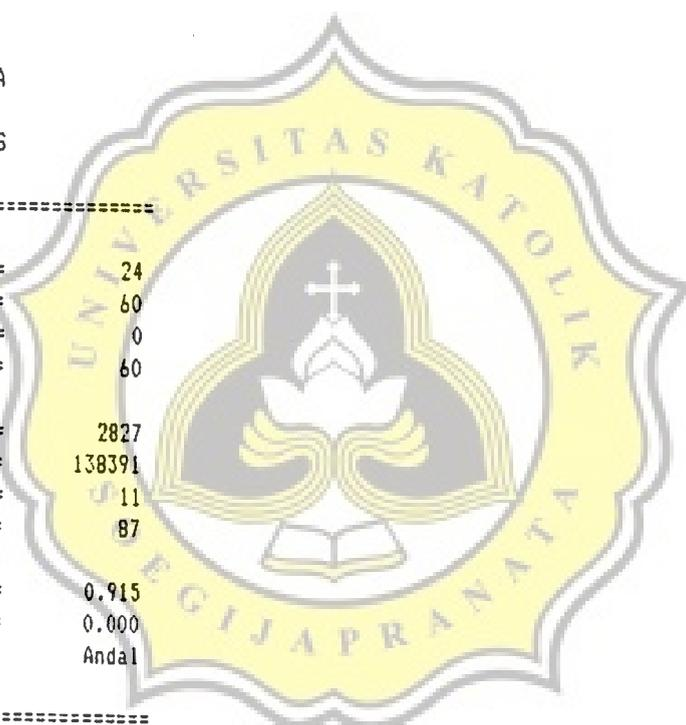 A
S
====================
= 24
= 60
= 0
= 60
= 2827
= 138391
= 11
= 87
= 0.915
= 0.000
Andal
====================
UNIVERSITAS KATOLIK
SOEGIJAPRANATA